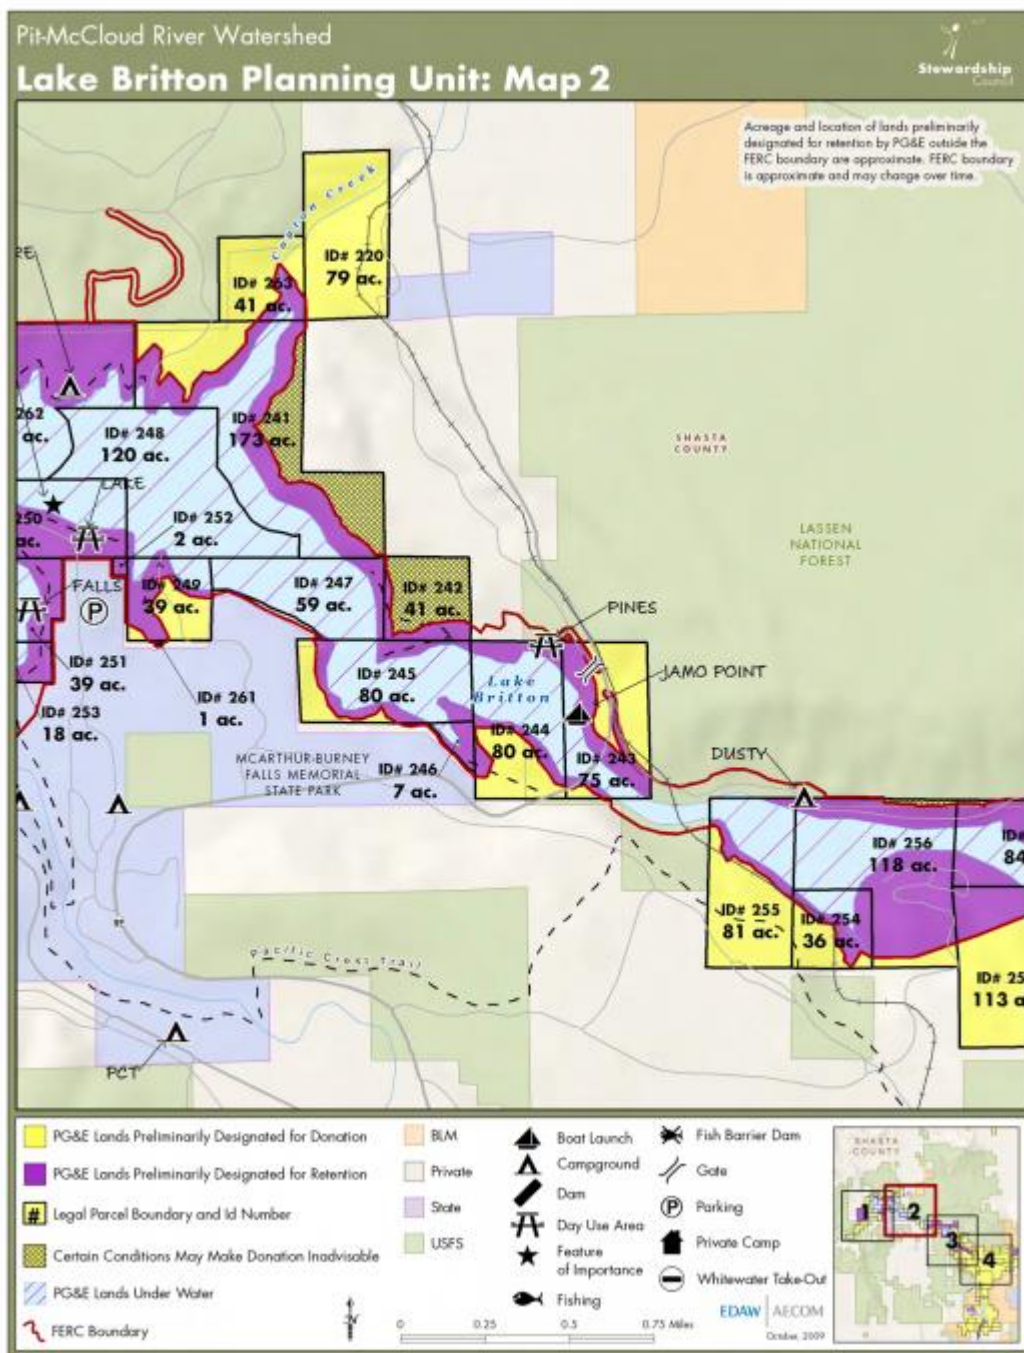 Pit-McCloud River Watershed
Lake Britton Planning Unit: Map 2
Stewardship
Council
Acreage and location of lands preliminarily
designated for retention by PG&E outside the
FERC boundary are approximate. FERC boundary
is approximate and may change over time.
Canyon Creek
ID# 220
79 ac.
ID# 263
41 ac.
RE
262
ac.
ID# 248
120 ac.
ID# 241
173 ac.
SHASTA
COUNTY
LAKE
250
ac.
ID# 252
2 ac.
LASSEN
NATIONAL
FOREST
FALLS
P
ID# 249
39 ac.
ID# 247
59 ac.
ID# 242
41 ac.
PINES
ID# 251
39 ac.
ID# 245
80 ac.
Lake
Britton
JAMO POINT
ID# 253
18 ac.
ID# 261
1 ac.
ID# 244
80 ac.
MCARTHUR-BURNEY
FALLS MEMORIAL
STATE PARK
ID# 246
7 ac.
ID# 243
75 ac.
DUSTY
ID# 256
118 ac.
ID#
84
89
ID# 255
81 ac.
ID# 254
36 ac.
Pacific Crest Trail
ID# 25
113 a
PCT
PG&E Lands Preliminarily Designated for Donation
PG&E Lands Preliminarily Designated for Retention
# Legal Parcel Boundary and Id Number
Certain Conditions May Make Donation Inadvisable
PG&E Lands Under Water
FERC Boundary
BLM
Private
State
USFS
Boat Launch
Campground
Dam
Day Use Area
Feature
of Importance
Fishing
Fish Barrier Dam
Gate
P Parking
Private Camp
Whitewater Take-Out
N
0 0.25 0.5 0.75 Miles
EDAW AECOM
October, 2009
SHASTA
COUNTY
1
2
3
4